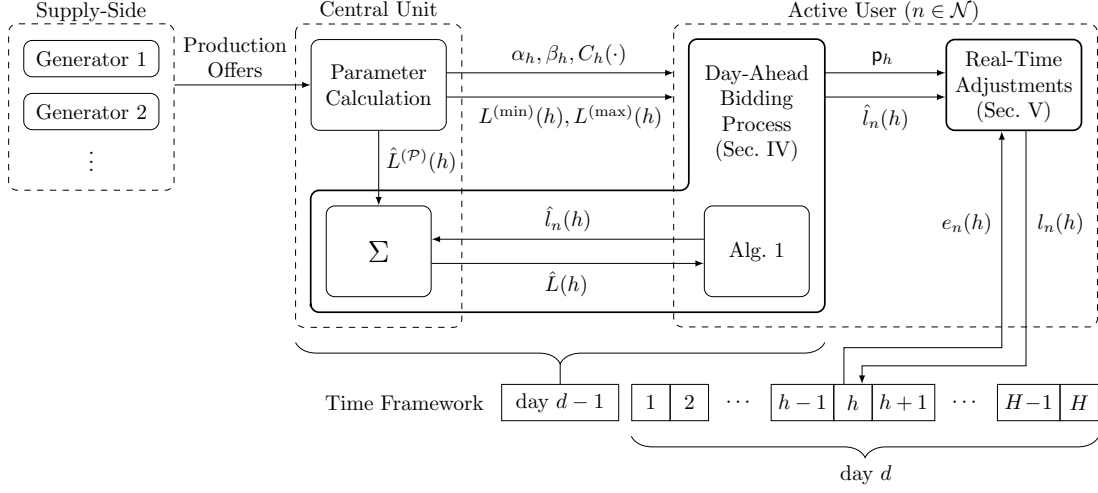 Supply-Side
Generator 1
Generator 2
⋮
Production
Offers
Central Unit
Parameter
Calculation
L̂^(𝒫)(h)
Σ
α_h, β_h, C_h(·)
L^(min)(h), L^(max)(h)
l̂_n(h)
L̂(h)
Active User (n ∈ 𝒩)
Day-Ahead
Bidding
Process
(Sec. IV)
Alg. 1
p_h
l̂_n(h)
Real-Time
Adjustments
(Sec. V)
e_n(h)
l_n(h)
Time Framework
day d − 1
1 2 ··· h−1 h h+1 ··· H−1 H
day d